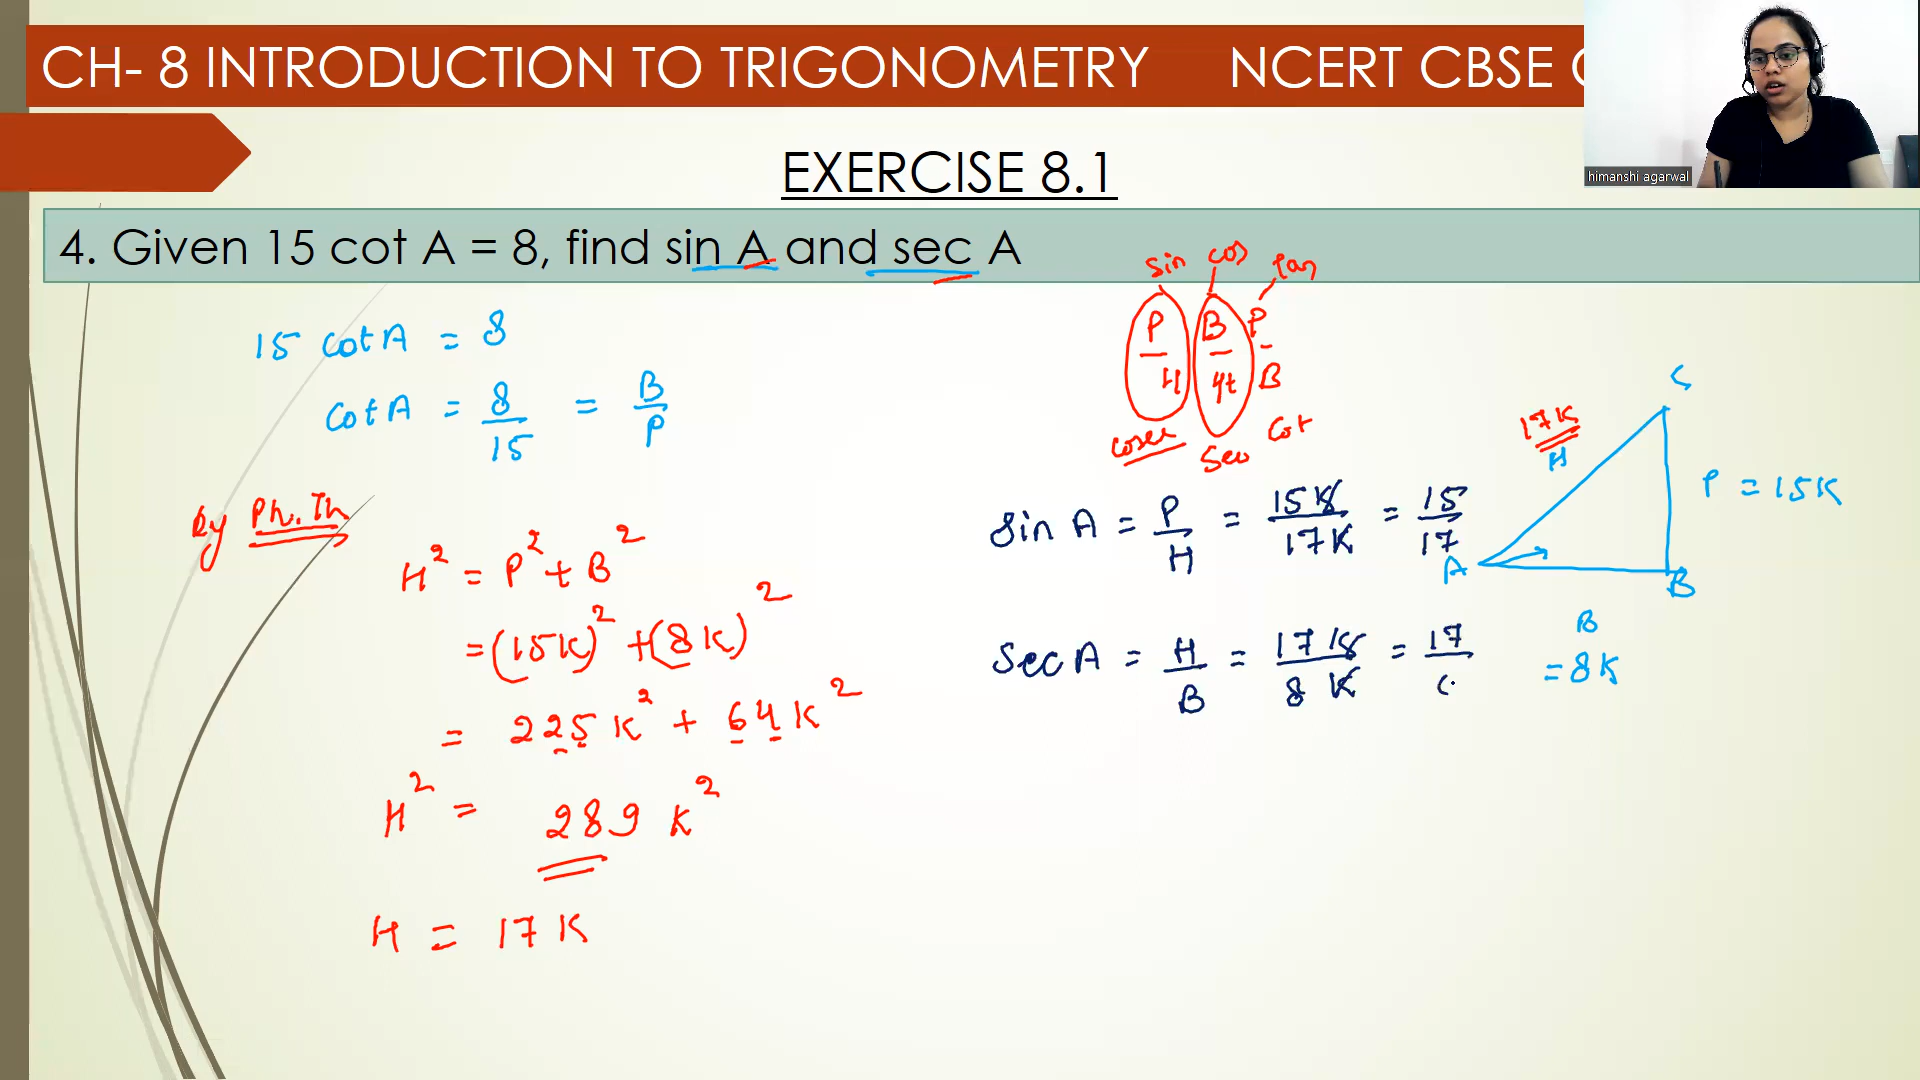 CH- 8 INTRODUCTION TO TRIGONOMETRY NCERT CBSE
himanshi agarwal
EXERCISE 8.1
4. Given 15 cot A = 8, find sin A and sec A
15 cot A = 8
cot A = 8/15 = B/P
By Ph. Th
H² = P² + B²
= (15K)² + (8K)²
= 225 K² + 64 K²
H² = 289 K²
H = 17 K
sin cos tan
P B P
H H B
cosec sec cot
Sin A = P/H = 15K/17K = 15/17
Sec A = H/B = 17K/8K = 17/
C
17K
H
P = 15K
A
B
B
= 8K